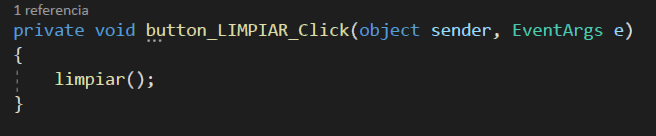 1 referencia
private void button_LIMPIAR_Click(object sender, EventArgs e)
{
    limpiar();
}